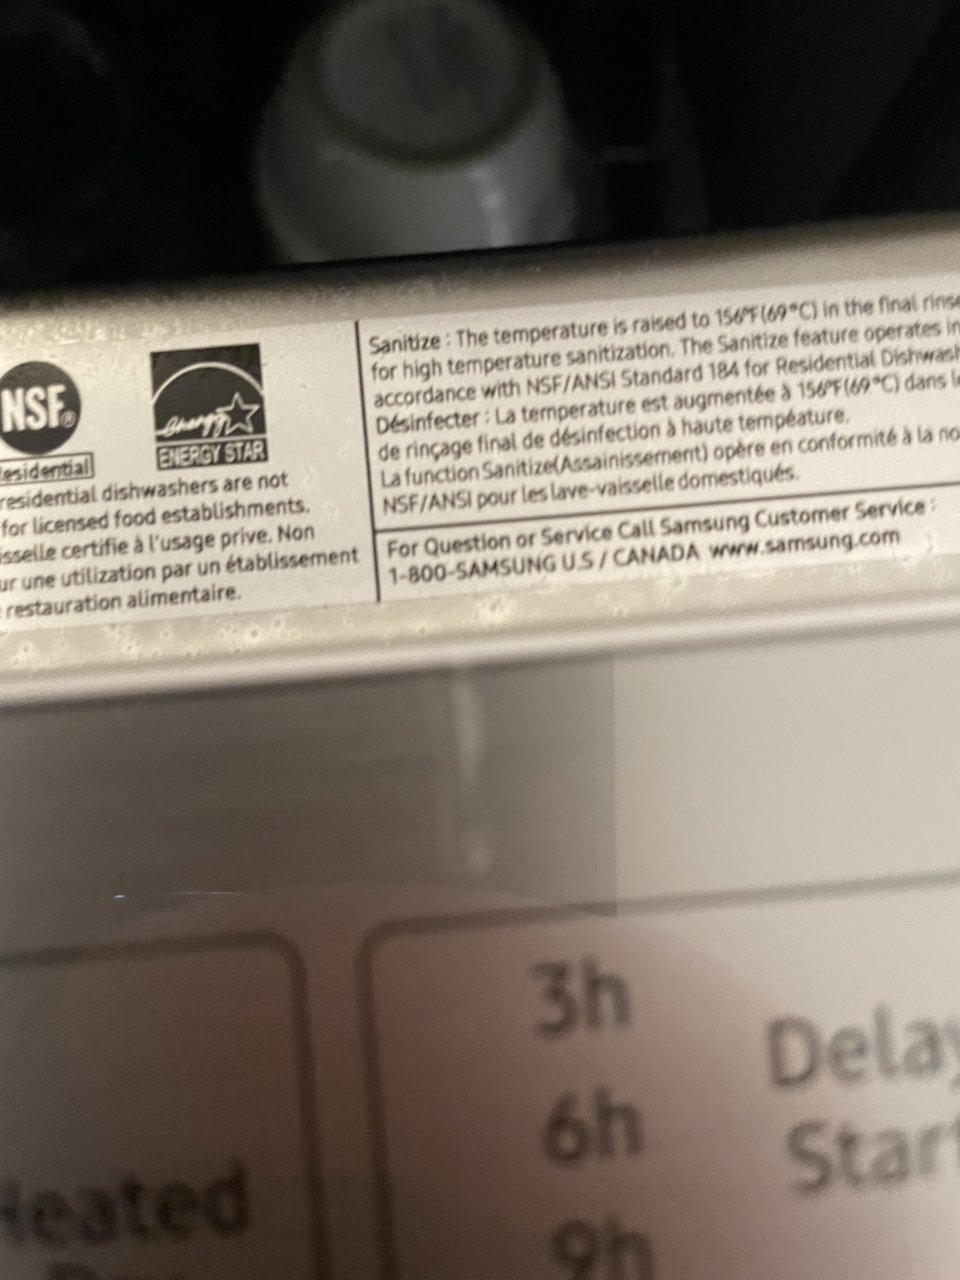 NSF®
Residential
ENERGY STAR
residential dishwashers are not
for licensed food establishments.
isselle certifie à l'usage prive. Non
ur une utilization par un établissement
restauration alimentaire.
Sanitize : The temperature is raised to 156°F(69°C) in the final rinse
for high temperature sanitization. The Sanitize feature operates in
accordance with NSF/ANSI Standard 184 for Residential Dishwash
Désinfecter : La temperature est augmentée à 156°F(69°C) dans le
de rinçage final de désinfection à haute tempéature.
La function Sanitize(Assainissement) opère en conformité à la no
NSF/ANSI pour les lave-vaisselle domestiqués.
For Question or Service Call Samsung Customer Service :
1-800-SAMSUNG U.S / CANADA www.samsung.com
Heated
3h
6h
9h
Delay
Start